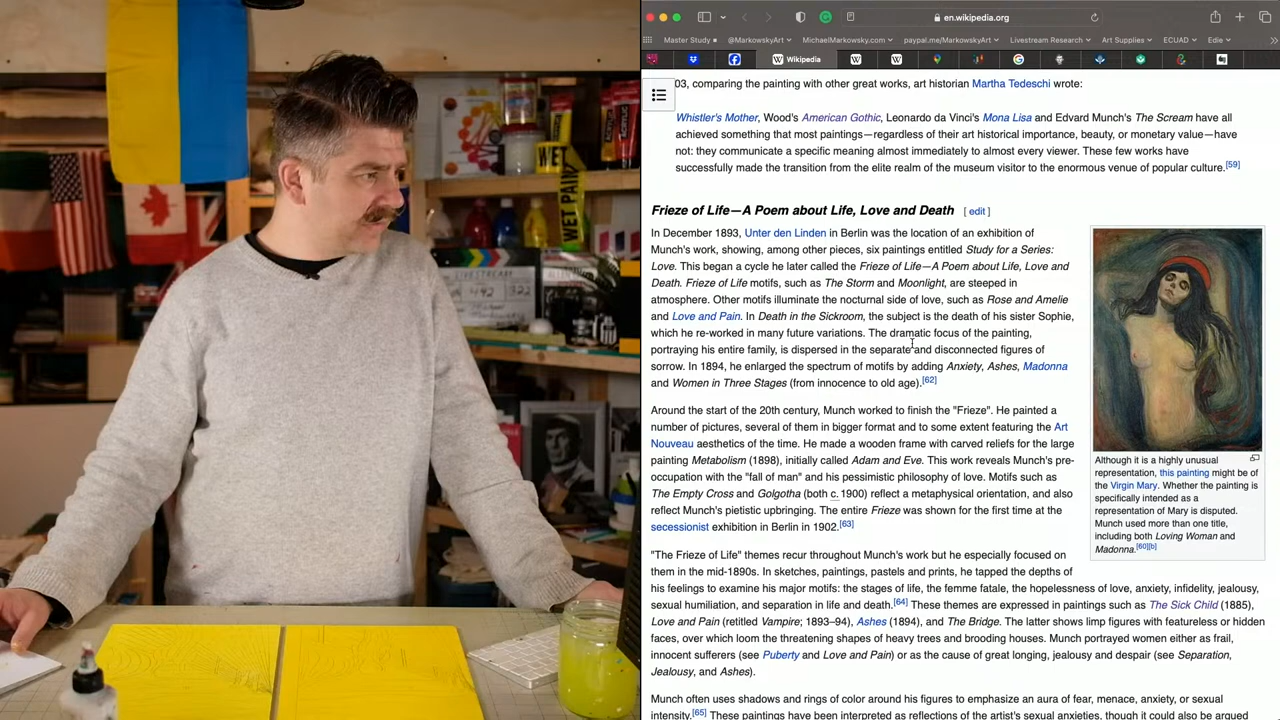 en.wikipedia.org
Master Study
@MarkowskyArt
MichaelMarkowsky.com
paypal.me/MarkowskyArt
Livestream Research
Art Supplies
ECUAD
Edie
Wikipedia
03, comparing the painting with other great works, art historian Martha Tedeschi wrote:
Whistler's Mother, Wood's American Gothic, Leonardo da Vinci's Mona Lisa and Edvard Munch's The Scream have all
achieved something that most paintings—regardless of their art historical importance, beauty, or monetary value—have
not: they communicate a specific meaning almost immediately to almost every viewer. These few works have
successfully made the transition from the elite realm of the museum visitor to the enormous venue of popular culture.[59]
Frieze of Life—A Poem about Life, Love and Death [ edit ]
In December 1893, Unter den Linden in Berlin was the location of an exhibition of
Munch's work, showing, among other pieces, six paintings entitled Study for a Series:
Love. This began a cycle he later called the Frieze of Life—A Poem about Life, Love and
Death. Frieze of Life motifs, such as The Storm and Moonlight, are steeped in
atmosphere. Other motifs illuminate the nocturnal side of love, such as Rose and Amelie
and Love and Pain. In Death in the Sickroom, the subject is the death of his sister Sophie,
which he re-worked in many future variations. The dramatic focus of the painting,
portraying his entire family, is dispersed in the separate and disconnected figures of
sorrow. In 1894, he enlarged the spectrum of motifs by adding Anxiety, Ashes, Madonna
and Women in Three Stages (from innocence to old age).[62]
Around the start of the 20th century, Munch worked to finish the "Frieze". He painted a
number of pictures, several of them in bigger format and to some extent featuring the Art
Nouveau aesthetics of the time. He made a wooden frame with carved reliefs for the large
painting Metabolism (1898), initially called Adam and Eve. This work reveals Munch's pre-
occupation with the "fall of man" and his pessimistic philosophy of love. Motifs such as
The Empty Cross and Golgotha (both c. 1900) reflect a metaphysical orientation, and also
reflect Munch's pietistic upbringing. The entire Frieze was shown for the first time at the
secessionist exhibition in Berlin in 1902.[63]
Although it is a highly unusual
representation, this painting might be of
the Virgin Mary. Whether the painting is
specifically intended as a
representation of Mary is disputed.
Munch used more than one title,
including both Loving Woman and
Madonna.[60][b]
"The Frieze of Life" themes recur throughout Munch's work but he especially focused on
them in the mid-1890s. In sketches, paintings, pastels and prints, he tapped the depths of
his feelings to examine his major motifs: the stages of life, the femme fatale, the hopelessness of love, anxiety, infidelity, jealousy,
sexual humiliation, and separation in life and death.[64] These themes are expressed in paintings such as The Sick Child (1885),
Love and Pain (retitled Vampire; 1893–94), Ashes (1894), and The Bridge. The latter shows limp figures with featureless or hidden
faces, over which loom the threatening shapes of heavy trees and brooding houses. Munch portrayed women either as frail,
innocent sufferers (see Puberty and Love and Pain) or as the cause of great longing, jealousy and despair (see Separation,
Jealousy, and Ashes).
Munch often uses shadows and rings of color around his figures to emphasize an aura of fear, menace, anxiety, or sexual
intensity.[65] These paintings have been interpreted as reflections of the artist's sexual anxieties, though it could also be argued
WET PAINT
WET